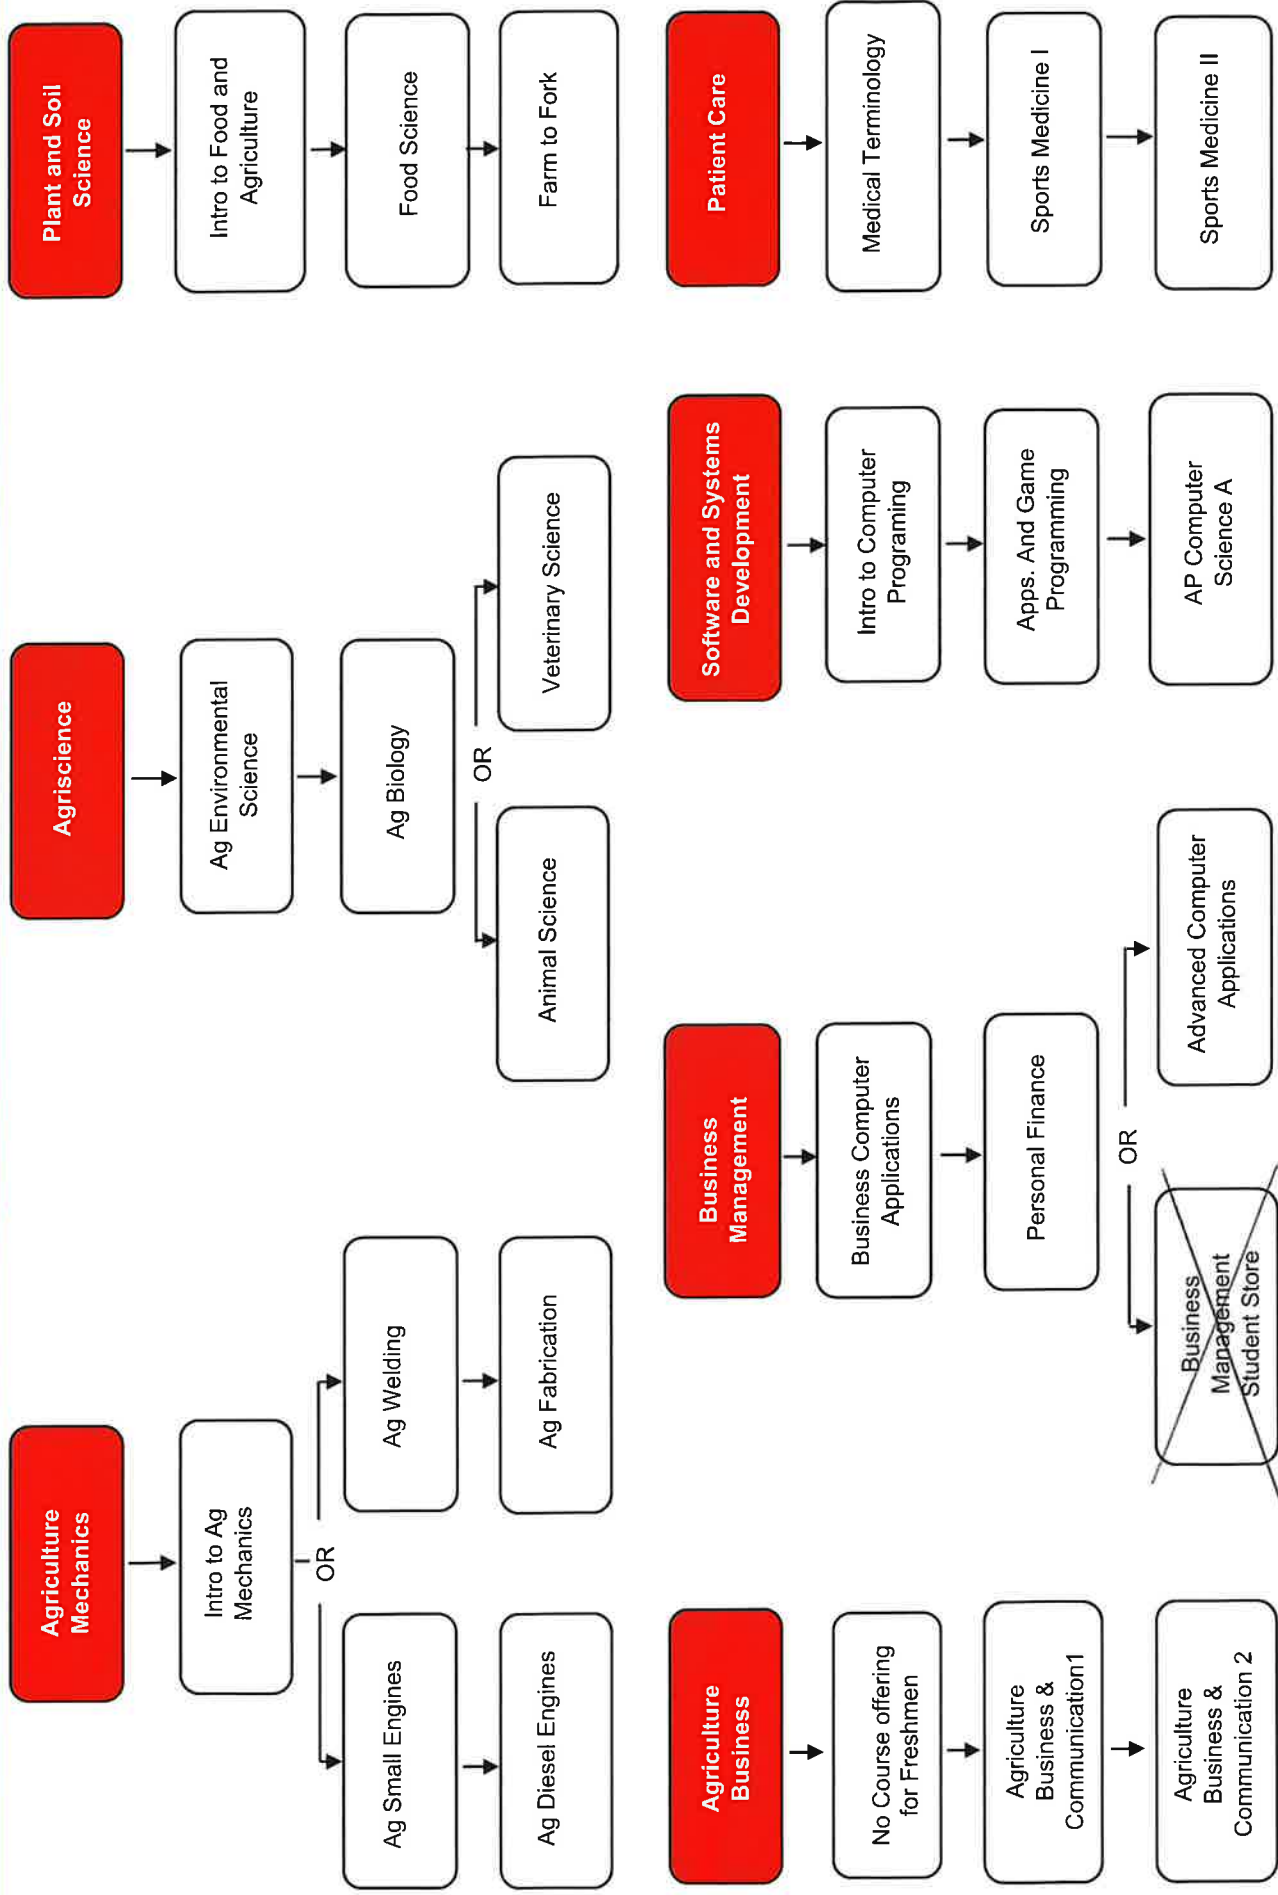 Agriculture
Mechanics
Intro to Ag
Mechanics
OR
Ag Small Engines
Ag Welding
Ag Diesel Engines
Ag Fabrication
Agriscience
Ag Environmental
Science
Ag Biology
OR
Animal Science
Veterinary Science
Plant and Soil
Science
Intro to Food and
Agriculture
Food Science
Farm to Fork
Agriculture
Business
No Course offering
for Freshmen
Agriculture
Business &
Communication1
Agriculture
Business &
Communication 2
Business
Management
Business Computer
Applications
Personal Finance
OR
Business
Management
Student Store
Advanced Computer
Applications
Software and Systems
Development
Intro to Computer
Programing
Apps. And Game
Programming
AP Computer
Science A
Patient Care
Medical Terminology
Sports Medicine I
Sports Medicine II